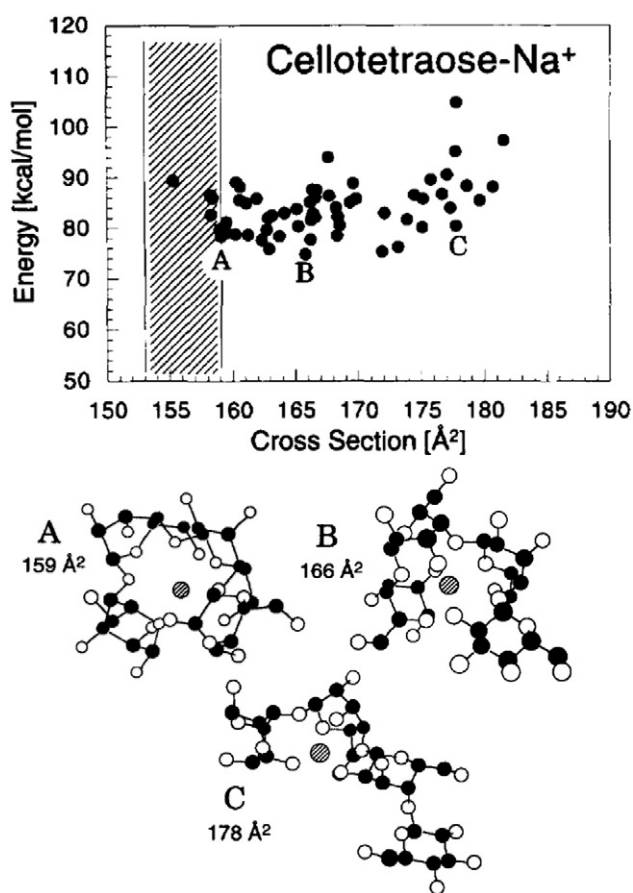 Cellotetraose-Na⁺
Energy [kcal/mol]
120
110
100
90
80
70
60
50
A
B
C
150 155 160 165 170 175 180 185 190
Cross Section [Å²]
A
159 Å²
B
166 Å²
C
178 Å²